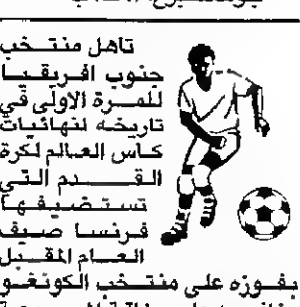 تأهل منتخب
جنوب افريقيا
للمرة الاولى في
تاريخه لنهائيات
كاس العالم لكرة
القدم التي
تستضيفها
فرنسا صيف
العام المقبل
بفوزه على منتخب الكونغو